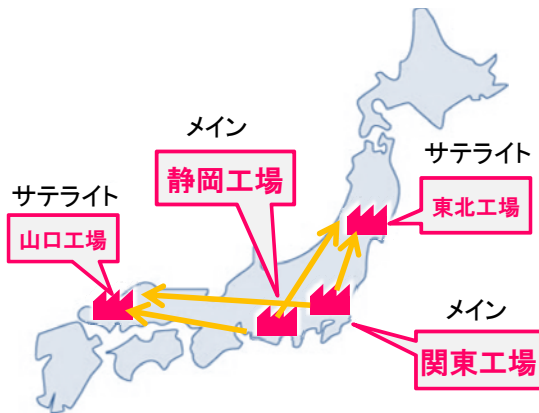 メイン
静岡工場
サテライト
東北工場
サテライト
山口工場
メイン
関東工場